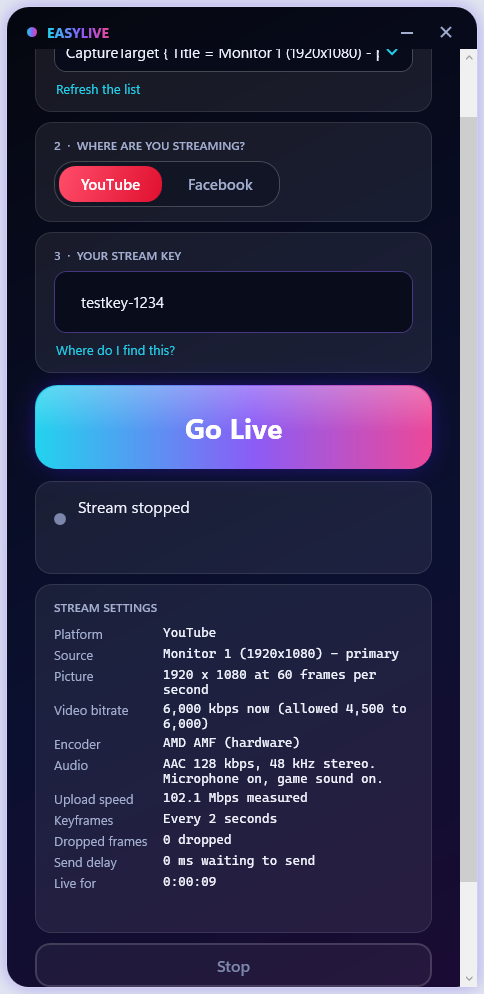 EASYLIVE
CaptureTarget { Title = Monitor 1 (1920x1080) - p
Refresh the list
2 · WHERE ARE YOU STREAMING?
YouTube Facebook
3 · YOUR STREAM KEY
testkey-1234
Where do I find this?
Go Live
Stream stopped
STREAM SETTINGS
Platform YouTube
Source Monitor 1 (1920x1080) – primary
Picture 1920 x 1080 at 60 frames per
second
Video bitrate 6,000 kbps now (allowed 4,500 to
6,000)
Encoder AMD AMF (hardware)
Audio AAC 128 kbps, 48 kHz stereo.
Microphone on, game sound on.
Upload speed 102.1 Mbps measured
Keyframes Every 2 seconds
Dropped frames 0 dropped
Send delay 0 ms waiting to send
Live for 0:00:09
Stop